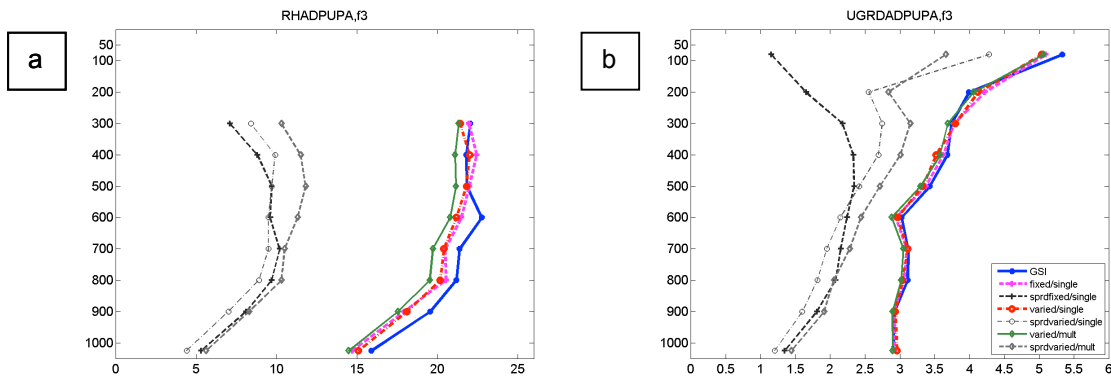 RHADPUPA,f3
a
50
100
200
300
400
500
600
700
800
900
1000
0 5 10 15 20 25
UGRDADPUPA,f3
b
50
100
200
300
400
500
600
700
800
900
1000
0 0.5 1 1.5 2 2.5 3 3.5 4 4.5 5 5.5 6
GSI
fixed/single
sprdfixed/single
varied/single
sprdvaried/single
varied/mult
sprdvaried/mult